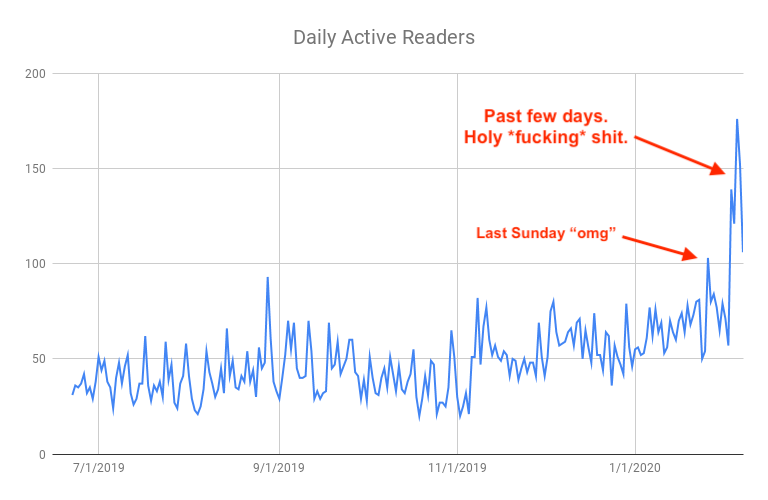 Daily Active Readers
200
Past few days.
Holy *fucking* shit.
150
Last Sunday “omg”
100
50
0
7/1/2019
9/1/2019
11/1/2019
1/1/2020